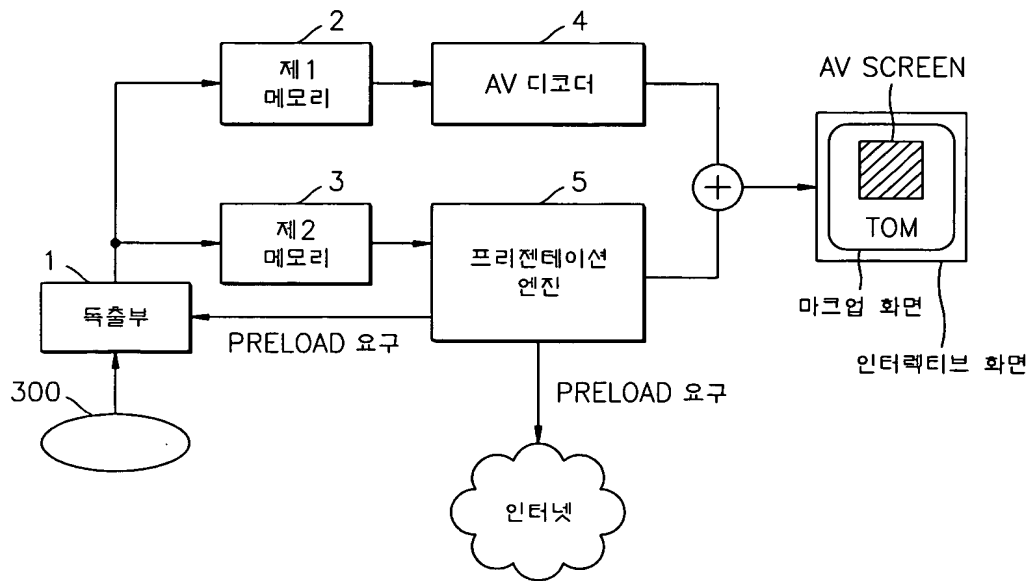 2
제1
메모리
4
AV 디코더
AV SCREEN
TOM
마크업 화면
인터렉티브 화면
3
제2
메모리
5
프리젠테이션
엔진
1
독출부
PRELOAD 요구
300
PRELOAD 요구
인터넷